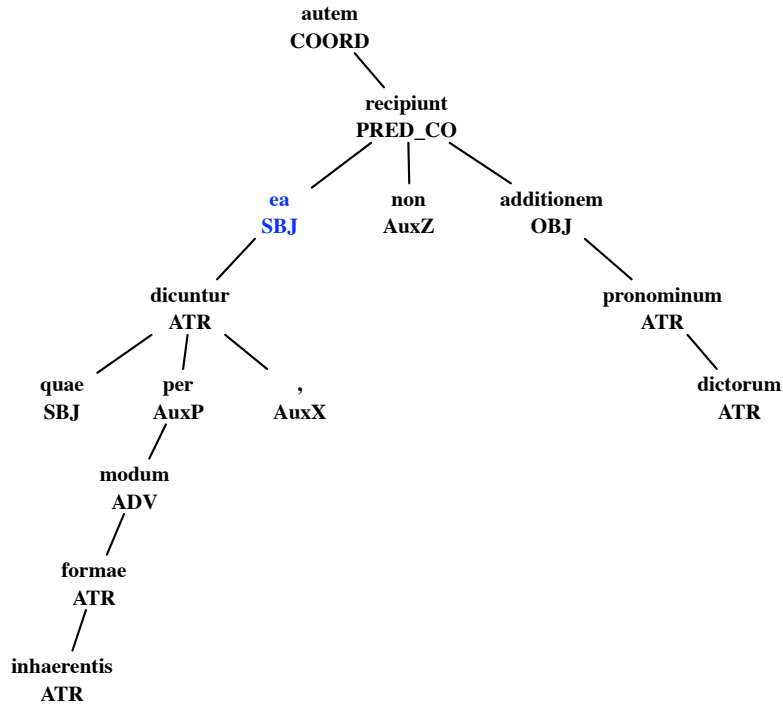 autem
COORD
recipiunt
PRED_CO
ea
SBJ
non
AuxZ
additionem
OBJ
dicuntur
ATR
pronominum
ATR
quae
SBJ
per
AuxP
,
AuxX
dictorum
ATR
modum
ADV
formae
ATR
inhaerentis
ATR